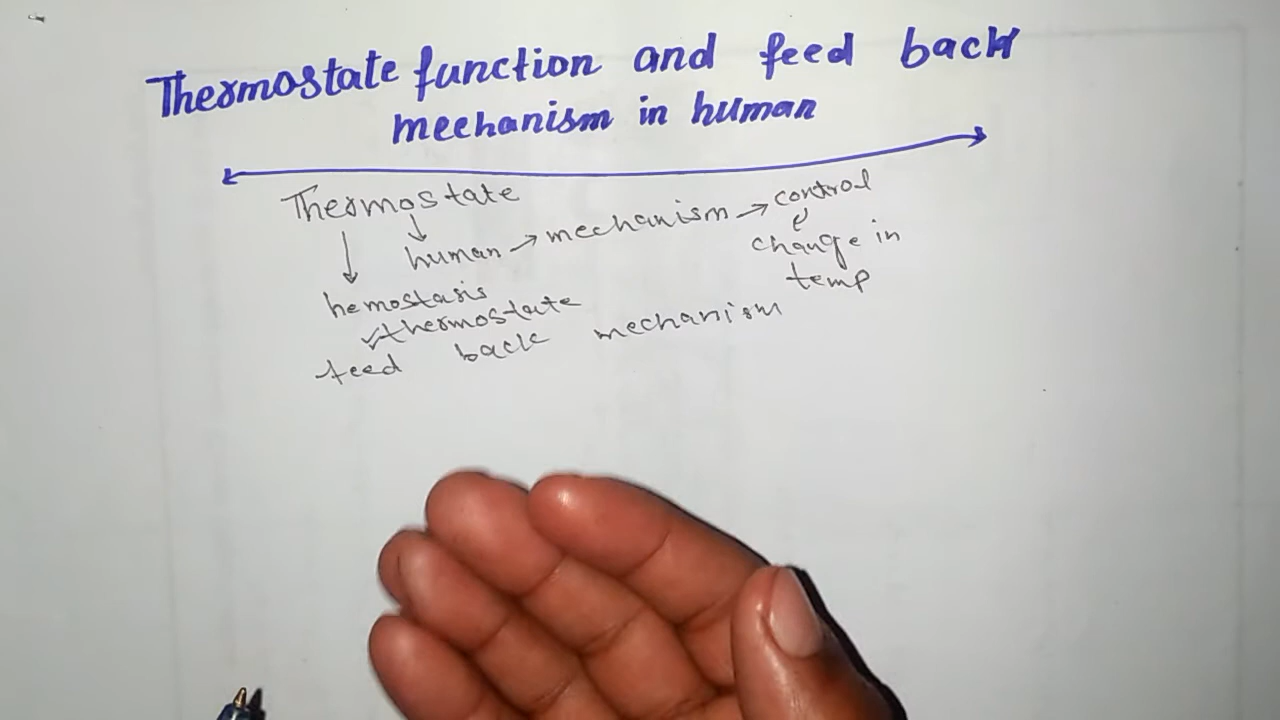 Thermostate function and feed back
mechanism in human
Thermostate
human → mechanism → control
change in
temp
hemostasis
thermostate
feed back mechanism